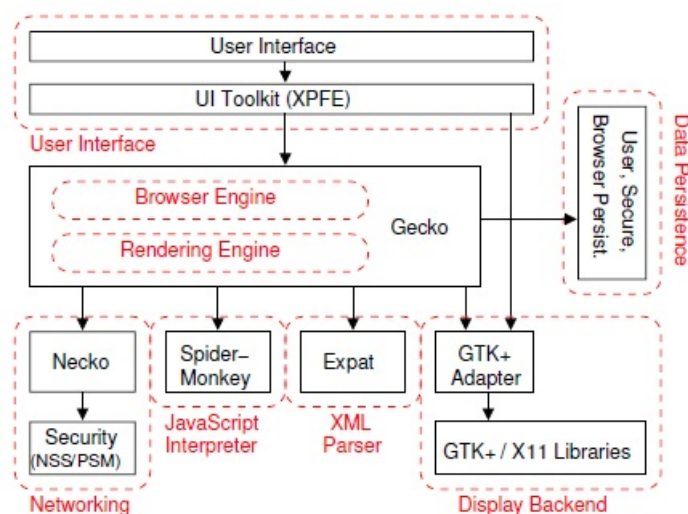 User Interface
UI Toolkit (XPFE)
User Interface
User, Secure,
Browser Persist.
Data Persistence
Browser Engine
Rendering Engine
Gecko
Necko
Security
(NSS/PSM)
Networking
Spider–
Monkey
JavaScript
Interpreter
Expat
XML
Parser
GTK+
Adapter
GTK+ / X11 Libraries
Display Backend